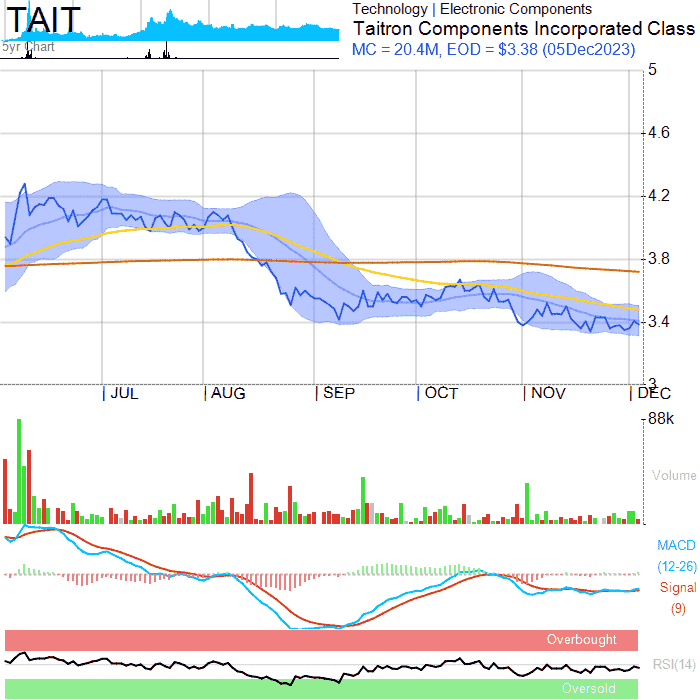 TAIT
5yr Chart
Technology | Electronic Components
Taitron Components Incorporated Class
MC = 20.4M, EOD = $3.38 (05Dec2023)
5
4.6
4.2
3.8
3.4
3
JUL AUG SEP OCT NOV DEC
88k
Volume
MACD
(12-26)
Signal
(9)
Overbought
RSI(14)
Oversold